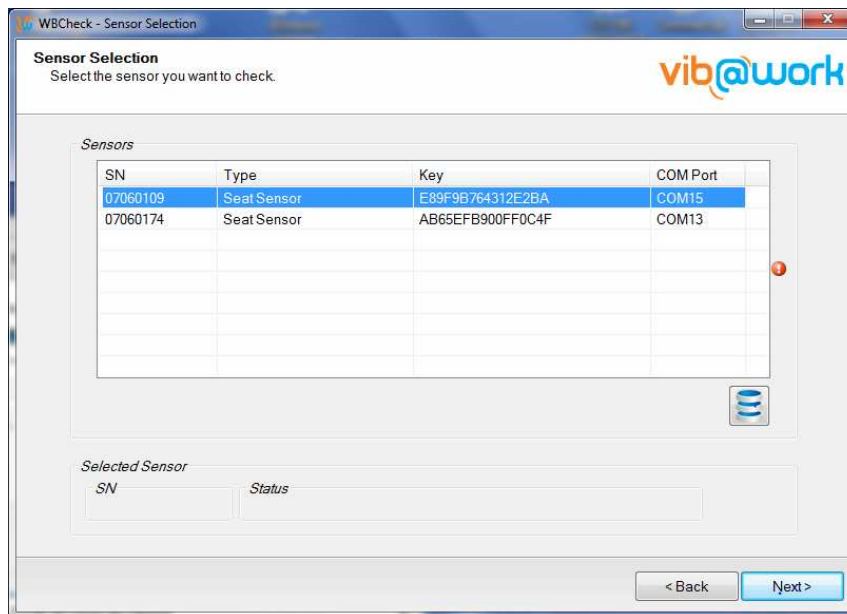 WBCheck - Sensor Selection
Sensor Selection
Select the sensor you want to check.
vib@work
Sensors
SN Type Key COM Port
07060109 Seat Sensor E89F9B764312E2BA COM15
07060174 Seat Sensor AB65EFB900FF0C4F COM13
Selected Sensor
SN Status
< Back Next >